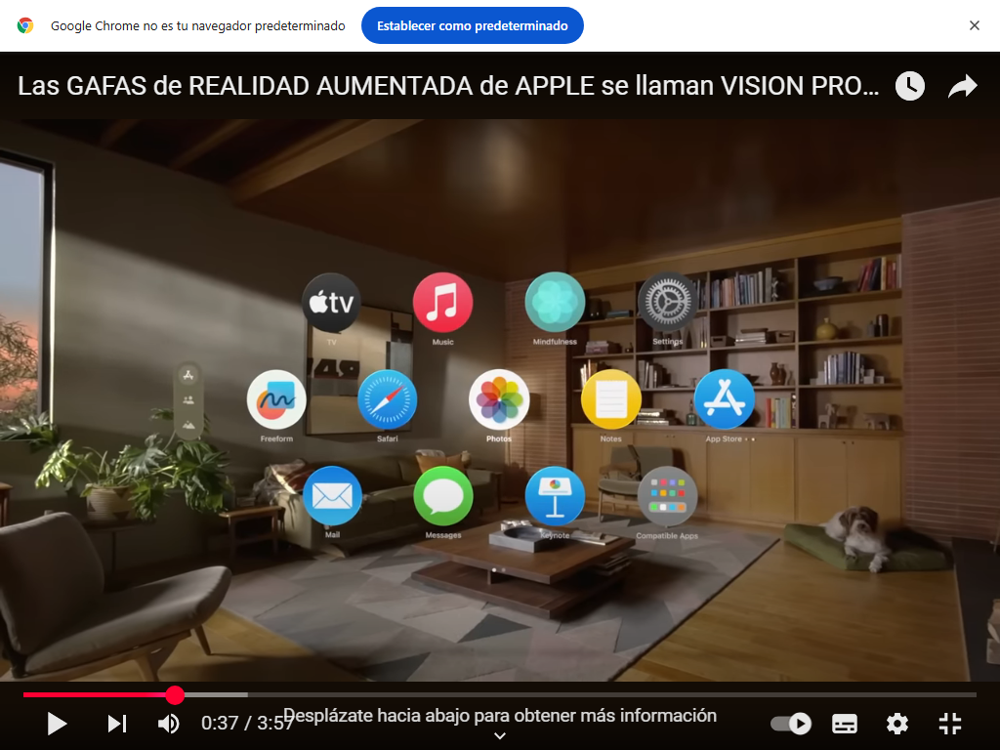 Google Chrome no es tu navegador predeterminado
Establecer como predeterminado
Las GAFAS de REALIDAD AUMENTADA de APPLE se llaman VISION PRO...
tv
TV
Music
Mindfulness
Settings
Freeform
Safari
Photos
Notes
App Store
Mail
Messages
Keynote
Compatible Apps
0:37 / 3:57
Desplázate hacia abajo para obtener más información